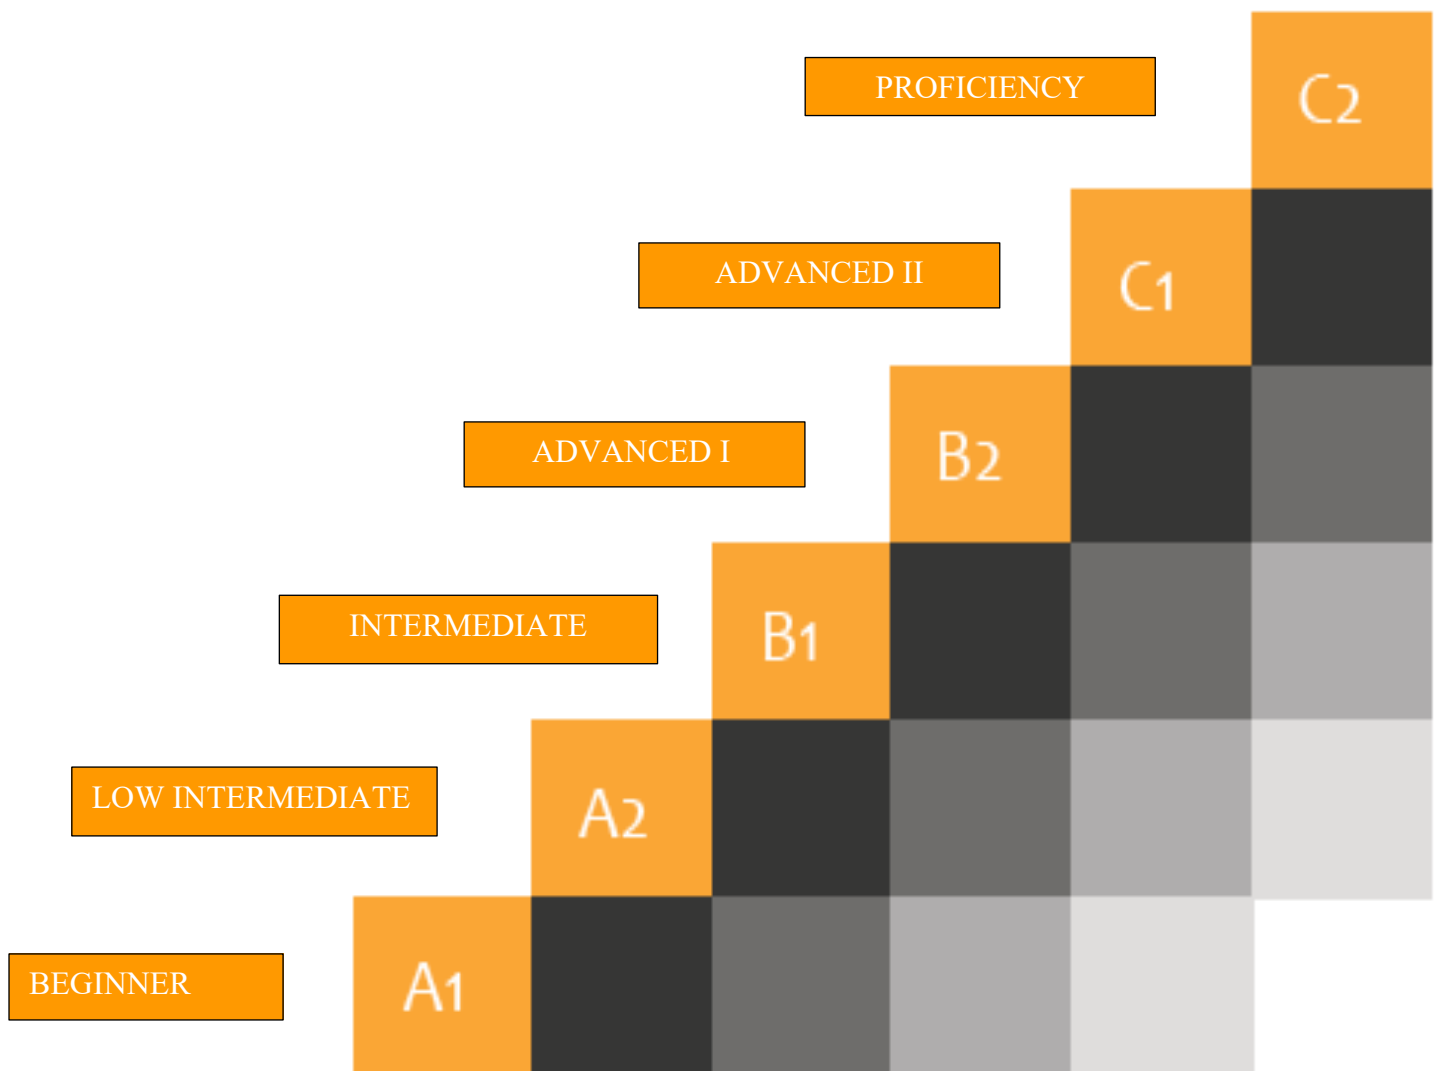 PROFICIENCY C2
ADVANCED II C1
ADVANCED I B2
INTERMEDIATE B1
LOW INTERMEDIATE A2
BEGINNER A1